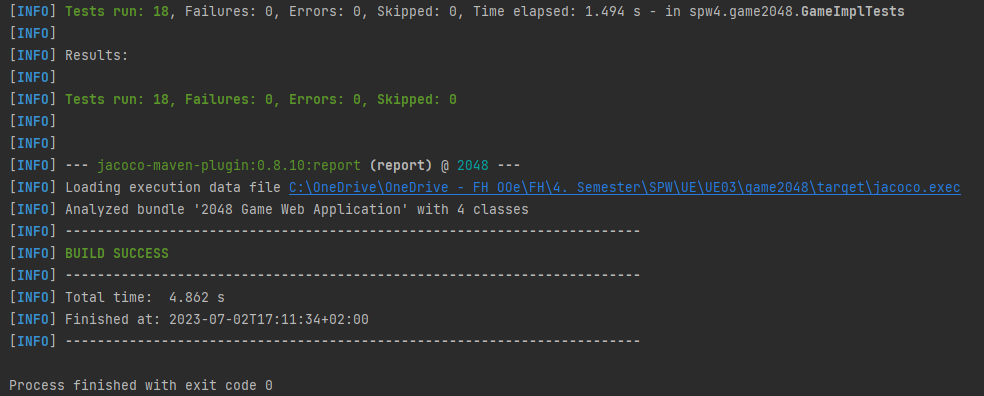 [INFO] Tests run: 18, Failures: 0, Errors: 0, Skipped: 0, Time elapsed: 1.494 s - in spw4.game2048.GameImplTests
[INFO]
[INFO] Results:
[INFO]
[INFO] Tests run: 18, Failures: 0, Errors: 0, Skipped: 0
[INFO]
[INFO]
[INFO] --- jacoco-maven-plugin:0.8.10:report (report) @ 2048 ---
[INFO] Loading execution data file C:\OneDrive\OneDrive - FH OOe\FH\4. Semester\SPW\UE\UE03\game2048\target\jacoco.exec
[INFO] Analyzed bundle '2048 Game Web Application' with 4 classes
[INFO] ------------------------------------------------------------------------
[INFO] BUILD SUCCESS
[INFO] ------------------------------------------------------------------------
[INFO] Total time:  4.862 s
[INFO] Finished at: 2023-07-02T17:11:34+02:00
[INFO] ------------------------------------------------------------------------
Process finished with exit code 0